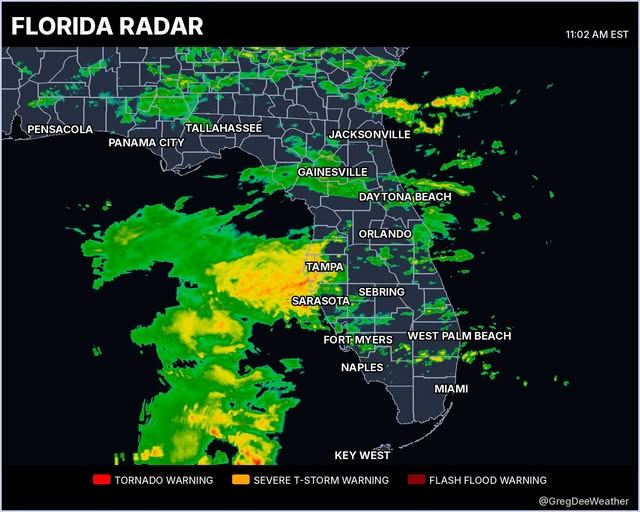 FLORIDA RADAR
11:02 AM EST
PENSACOLA
TALLAHASSEE
PANAMA CITY
JACKSONVILLE
GAINESVILLE
DAYTONA BEACH
ORLANDO
TAMPA
SEBRING
SARASOTA
FORT MYERS
WEST PALM BEACH
NAPLES
MIAMI
KEY WEST
TORNADO WARNING
SEVERE T-STORM WARNING
FLASH FLOOD WARNING
@GregDeeWeather